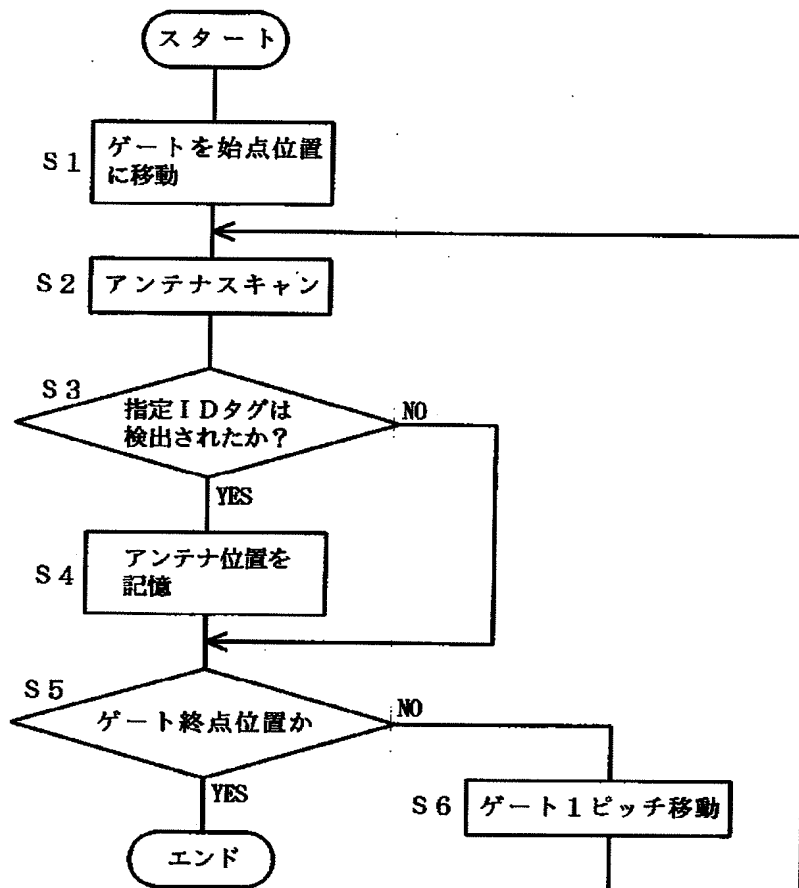 スタート
S1
ゲートを始点位置
に移動
S2
アンテナスキャン
S3
指定IDタグは
検出されたか?
NO
YES
S4
アンテナ位置を
記憶
S5
ゲート終点位置か
NO
YES
S6
ゲート1ピッチ移動
エンド